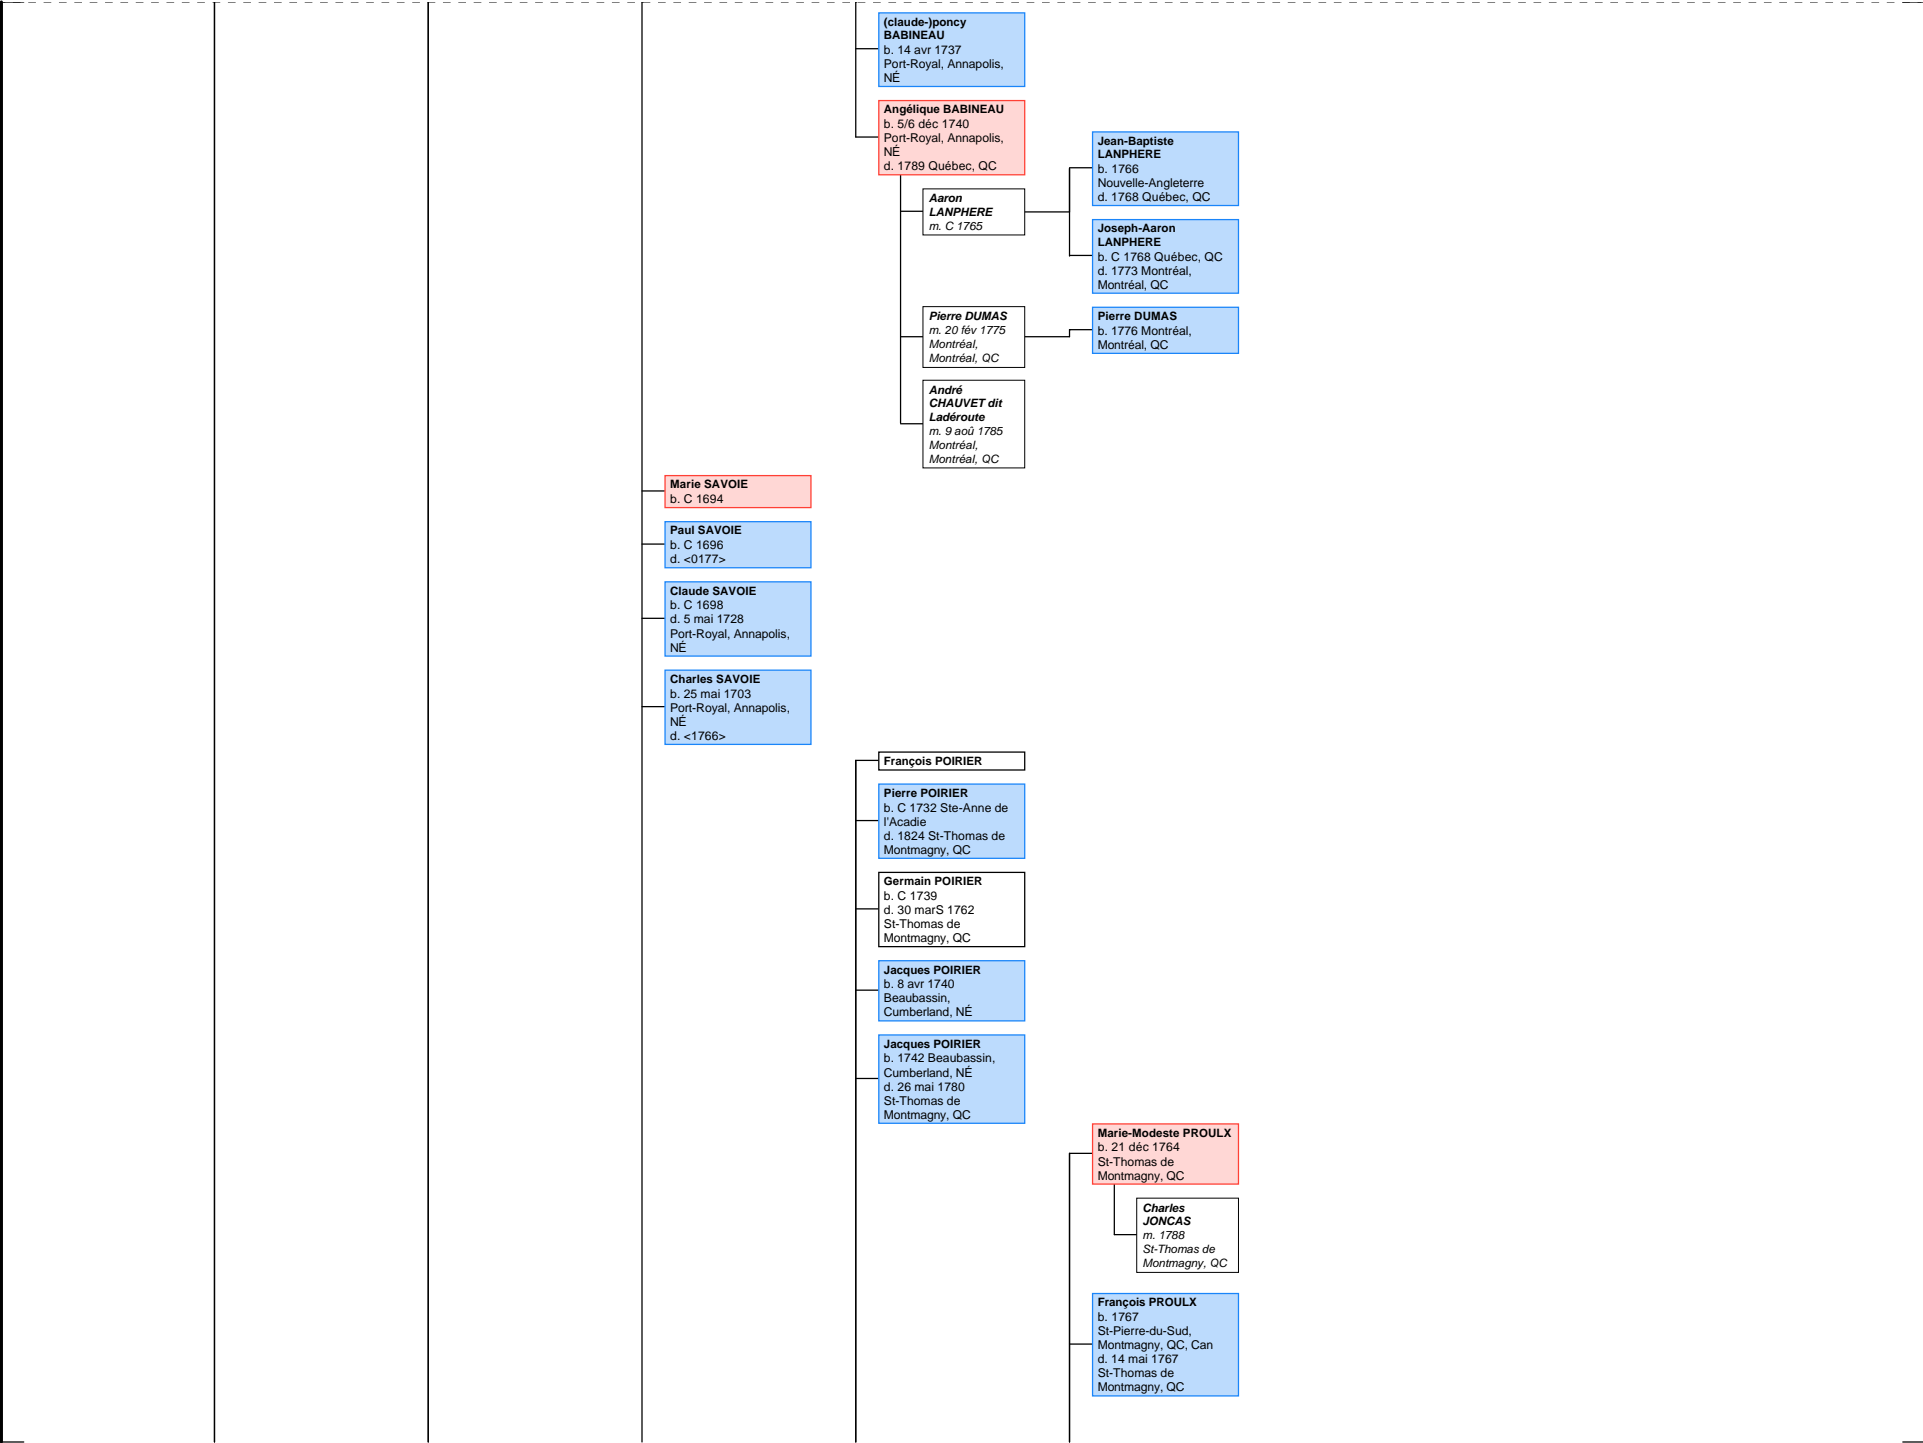 (claude-)poncy
BABINEAU
b. 14 avr 1737
Port-Royal, Annapolis,
NÉ
Angélique BABINEAU
b. 5/6 déc 1740
Port-Royal, Annapolis,
NÉ
d. 1789 Québec, QC
Aaron
LANPHERE
m. C 1765
Jean-Baptiste
LANPHERE
b. 1766
Nouvelle-Angleterre
d. 1768 Québec, QC
Joseph-Aaron
LANPHERE
b. C 1768 Québec, QC
d. 1773 Montréal,
Montréal, QC
Pierre DUMAS
m. 20 fév 1775
Montréal,
Montréal, QC
Pierre DUMAS
b. 1776 Montréal,
Montréal, QC
André
CHAUVET dit
Ladéroute
m. 9 aoû 1785
Montréal,
Montréal, QC
Marie SAVOIE
b. C 1694
Paul SAVOIE
b. C 1696
d. <0177>
Claude SAVOIE
b. C 1698
d. 5 mai 1728
Port-Royal, Annapolis,
NÉ
Charles SAVOIE
b. 25 mai 1703
Port-Royal, Annapolis,
NÉ
d. <1766>
François POIRIER
Pierre POIRIER
b. C 1732 Ste-Anne de
l'Acadie
d. 1824 St-Thomas de
Montmagny, QC
Germain POIRIER
b. C 1739
d. 30 marS 1762
St-Thomas de
Montmagny, QC
Jacques POIRIER
b. 8 avr 1740
Beaubassin,
Cumberland, NÉ
Jacques POIRIER
b. 1742 Beaubassin,
Cumberland, NÉ
d. 26 mai 1780
St-Thomas de
Montmagny, QC
Marie-Modeste PROULX
b. 21 déc 1764
St-Thomas de
Montmagny, QC
Charles
JONCAS
m. 1788
St-Thomas de
Montmagny, QC
François PROULX
b. 1767
St-Pierre-du-Sud,
Montmagny, QC, Can
d. 14 mai 1767
St-Thomas de
Montmagny, QC